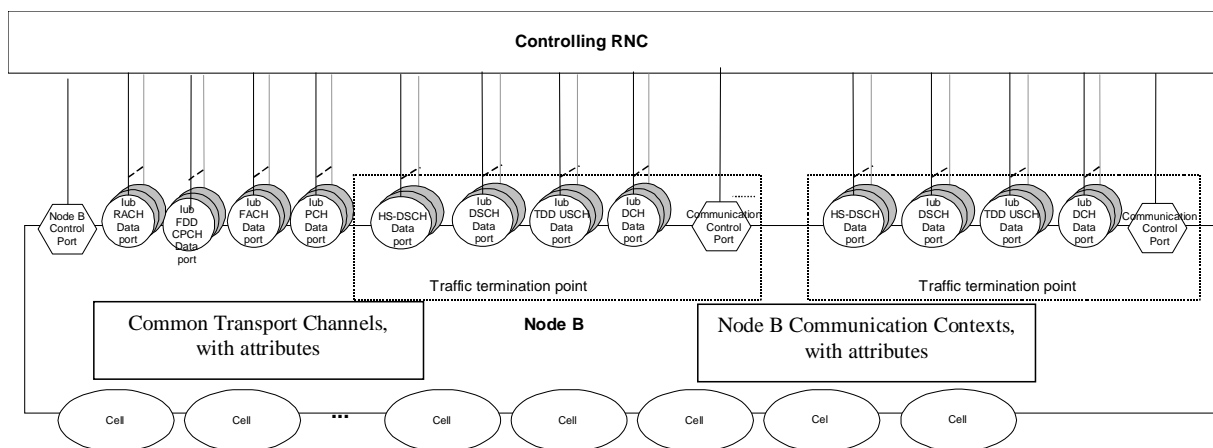 Controlling RNC
Node B
Control
Port
Iub
RACH
Data
port
Iub
FDD
CPCH
Data
port
Iub
FACH
Data
port
Iub
PCH
Data
port
HS-DSCH
Data
port
Iub
DSCH
Data
port
Iub
TDD USCH
Data
port
Iub
DCH
Data
port
Communication
Control
Port
HS-DSCH
Data
port
Iub
DSCH
Data
port
Iub
TDD USCH
Data
port
Iub
DCH
Data
port
Communication
Control
Port
Traffic termination point
Traffic termination point
Common Transport Channels,
with attributes
Node B
Node B Communication Contexts,
with attributes
Cell
Cell
...
Cell
Cell
Cell
Cel
Cell